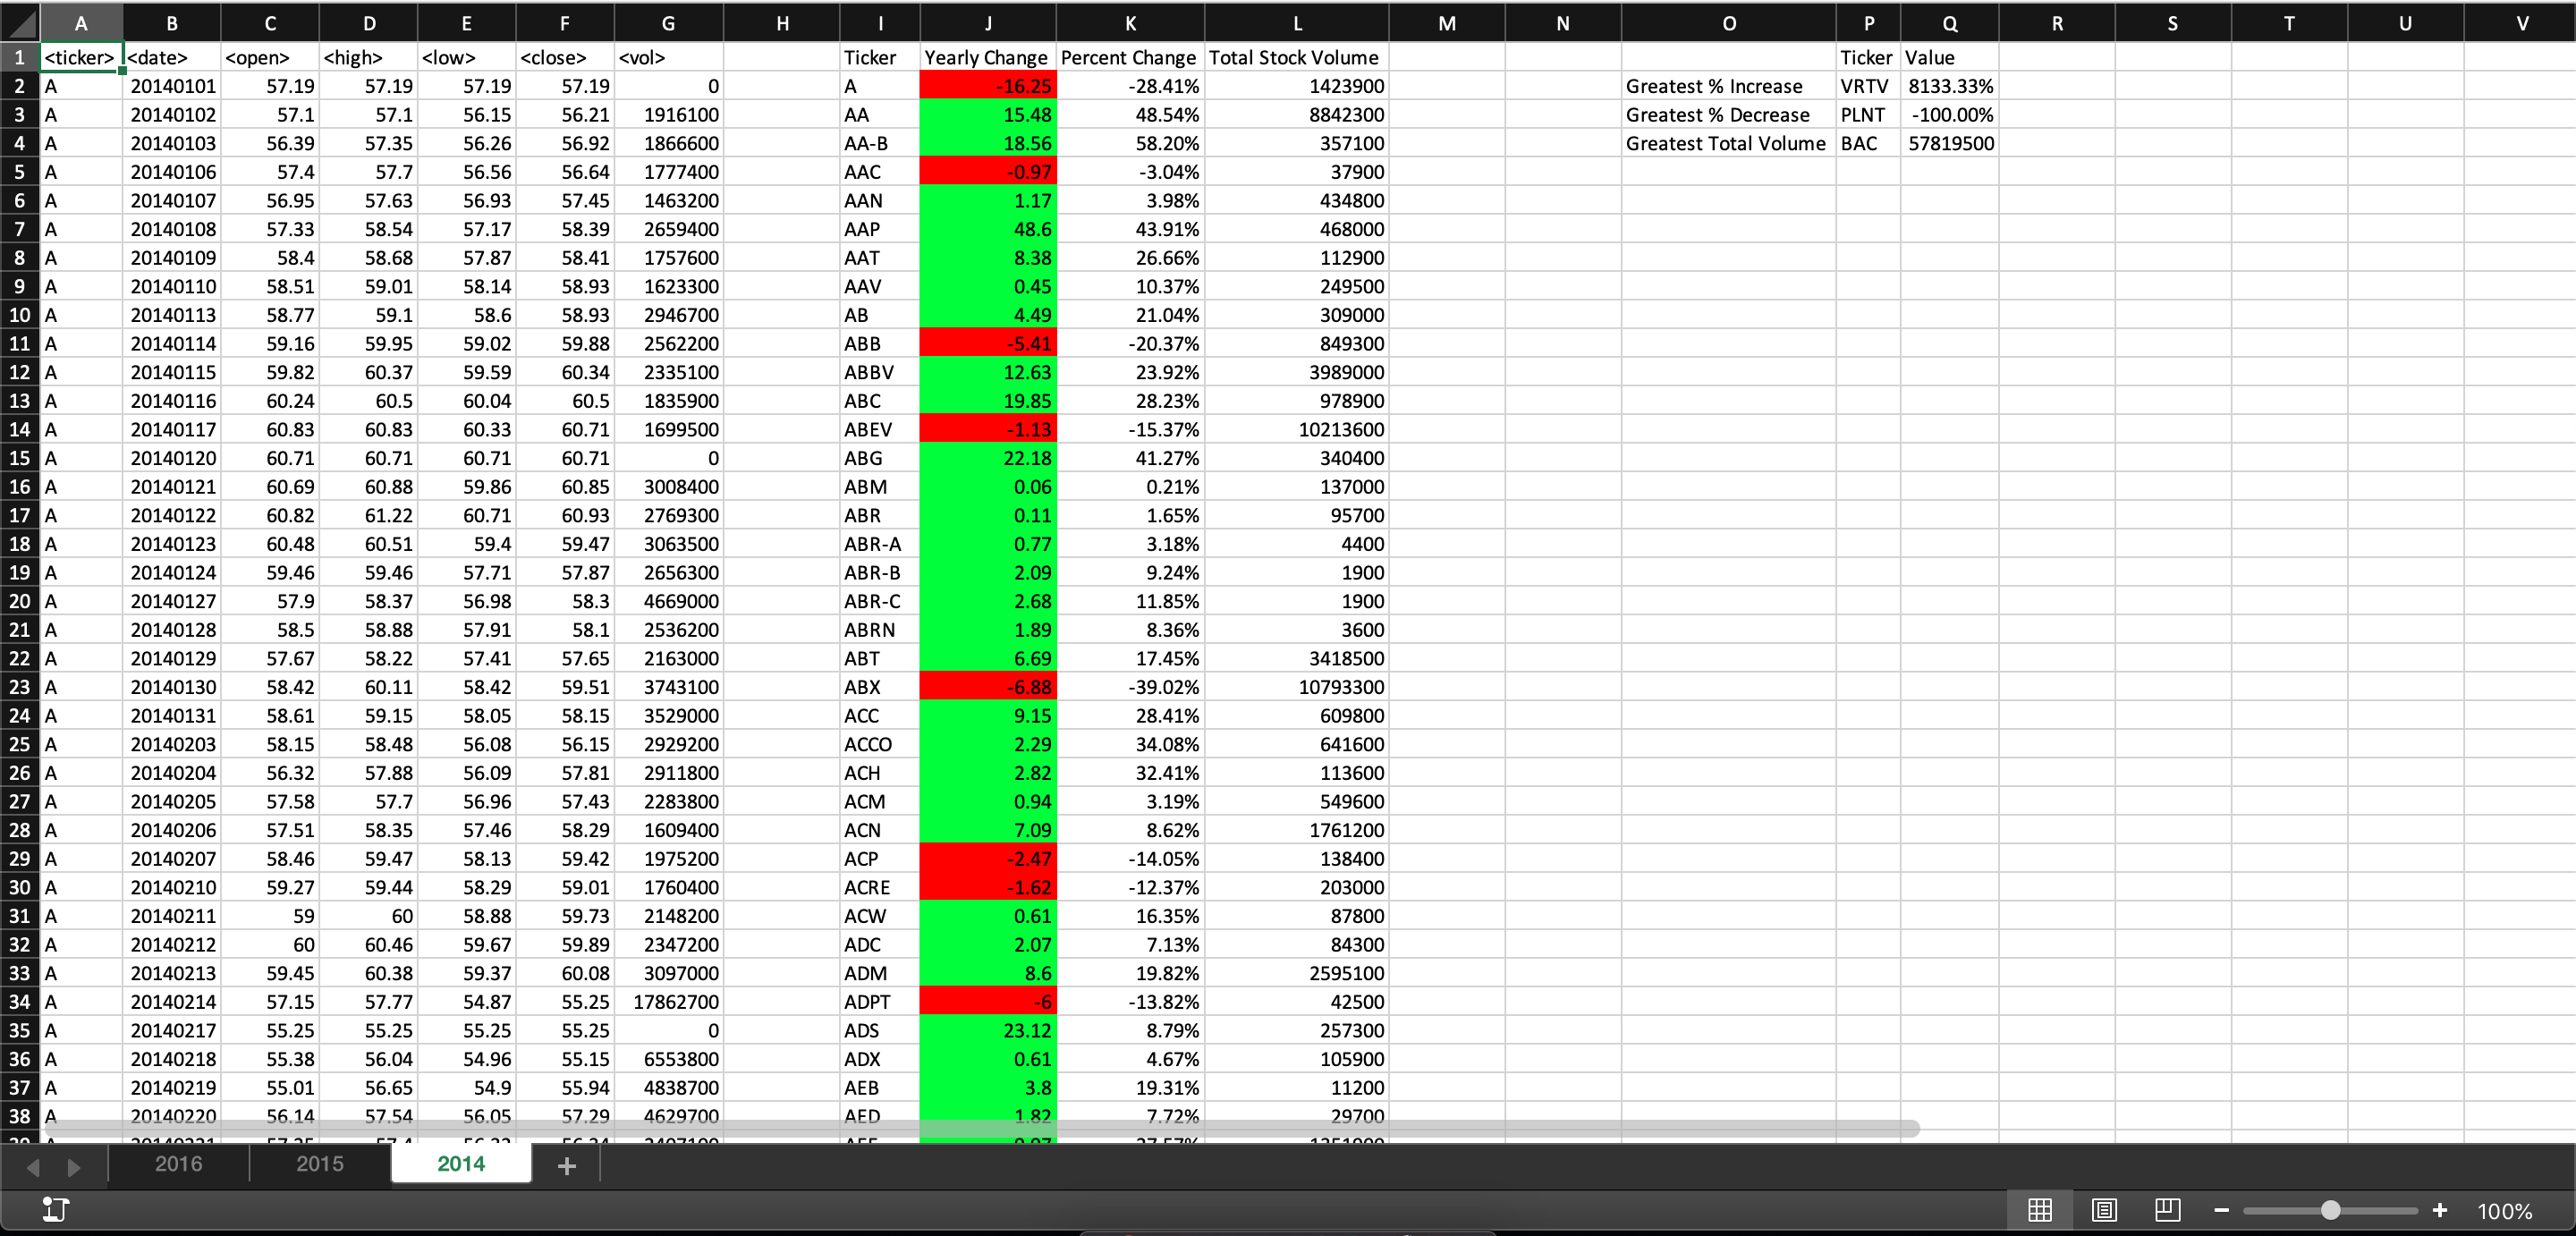 A B C D E F G H I J K L M N O P Q R S T U V
1 <ticker> <date> <open> <high> <low> <close> <vol> Ticker Yearly Change Percent Change Total Stock Volume Ticker Value
2 A 20140101 57.19 57.19 57.19 57.19 0 A -16.25 -28.41% 1423900 Greatest % Increase VRTV 8133.33%
3 A 20140102 57.1 57.1 56.15 56.21 1916100 AA 15.48 48.54% 8842300 Greatest % Decrease PLNT -100.00%
4 A 20140103 56.39 57.35 56.26 56.92 1866600 AA-B 18.56 58.20% 357100 Greatest Total Volume BAC 57819500
5 A 20140106 57.4 57.7 56.56 56.64 1777400 AAC -0.97 -3.04% 37900
6 A 20140107 56.95 57.63 56.93 57.45 1463200 AAN 1.17 3.98% 434800
7 A 20140108 57.33 58.54 57.17 58.39 2659400 AAP 48.6 43.91% 468000
8 A 20140109 58.4 58.68 57.87 58.41 1757600 AAT 8.38 26.66% 112900
9 A 20140110 58.51 59.01 58.14 58.93 1623300 AAV 0.45 10.37% 249500
10 A 20140113 58.77 59.1 58.6 58.93 2946700 AB 4.49 21.04% 309000
11 A 20140114 59.16 59.95 59.02 59.88 2562200 ABB -5.41 -20.37% 849300
12 A 20140115 59.82 60.37 59.59 60.34 2335100 ABBV 12.63 23.92% 3989000
13 A 20140116 60.24 60.5 60.04 60.5 1835900 ABC 19.85 28.23% 978900
14 A 20140117 60.83 60.83 60.33 60.71 1699500 ABEV -1.13 -15.37% 10213600
15 A 20140120 60.71 60.71 60.71 60.71 0 ABG 22.18 41.27% 340400
16 A 20140121 60.69 60.88 59.86 60.85 3008400 ABM 0.06 0.21% 137000
17 A 20140122 60.82 61.22 60.71 60.93 2769300 ABR 0.11 1.65% 95700
18 A 20140123 60.48 60.51 59.4 59.47 3063500 ABR-A 0.77 3.18% 4400
19 A 20140124 59.46 59.46 57.71 57.87 2656300 ABR-B 2.09 9.24% 1900
20 A 20140127 57.9 58.37 56.98 58.3 4669000 ABR-C 2.68 11.85% 1900
21 A 20140128 58.5 58.88 57.91 58.1 2536200 ABRN 1.89 8.36% 3600
22 A 20140129 57.67 58.22 57.41 57.65 2163000 ABT 6.69 17.45% 3418500
23 A 20140130 58.42 60.11 58.42 59.51 3743100 ABX -6.88 -39.02% 10793300
24 A 20140131 58.61 59.15 58.05 58.15 3529000 ACC 9.15 28.41% 609800
25 A 20140203 58.15 58.48 56.08 56.15 2929200 ACCO 2.29 34.08% 641600
26 A 20140204 56.32 57.88 56.09 57.81 2911800 ACH 2.82 32.41% 113600
27 A 20140205 57.58 57.7 56.96 57.43 2283800 ACM 0.94 3.19% 549600
28 A 20140206 57.51 58.35 57.46 58.29 1609400 ACN 7.09 8.62% 1761200
29 A 20140207 58.46 59.47 58.13 59.42 1975200 ACP -2.47 -14.05% 138400
30 A 20140210 59.27 59.44 58.29 59.01 1760400 ACRE -1.62 -12.37% 203000
31 A 20140211 59 60 58.88 59.73 2148200 ACW 0.61 16.35% 87800
32 A 20140212 60 60.46 59.67 59.89 2347200 ADC 2.07 7.13% 84300
33 A 20140213 59.45 60.38 59.37 60.08 3097000 ADM 8.6 19.82% 2595100
34 A 20140214 57.15 57.77 54.87 55.25 17862700 ADPT -6 -13.82% 42500
35 A 20140217 55.25 55.25 55.25 55.25 0 ADS 23.12 8.79% 257300
36 A 20140218 55.38 56.04 54.96 55.15 6553800 ADX 0.61 4.67% 105900
37 A 20140219 55.01 56.65 54.9 55.94 4838700 AEB 3.8 19.31% 11200
38 A 20140220 56.14 57.54 56.05 57.29 4629700 AED 1.82 7.72% 29700
2016 2015 2014 +
100%